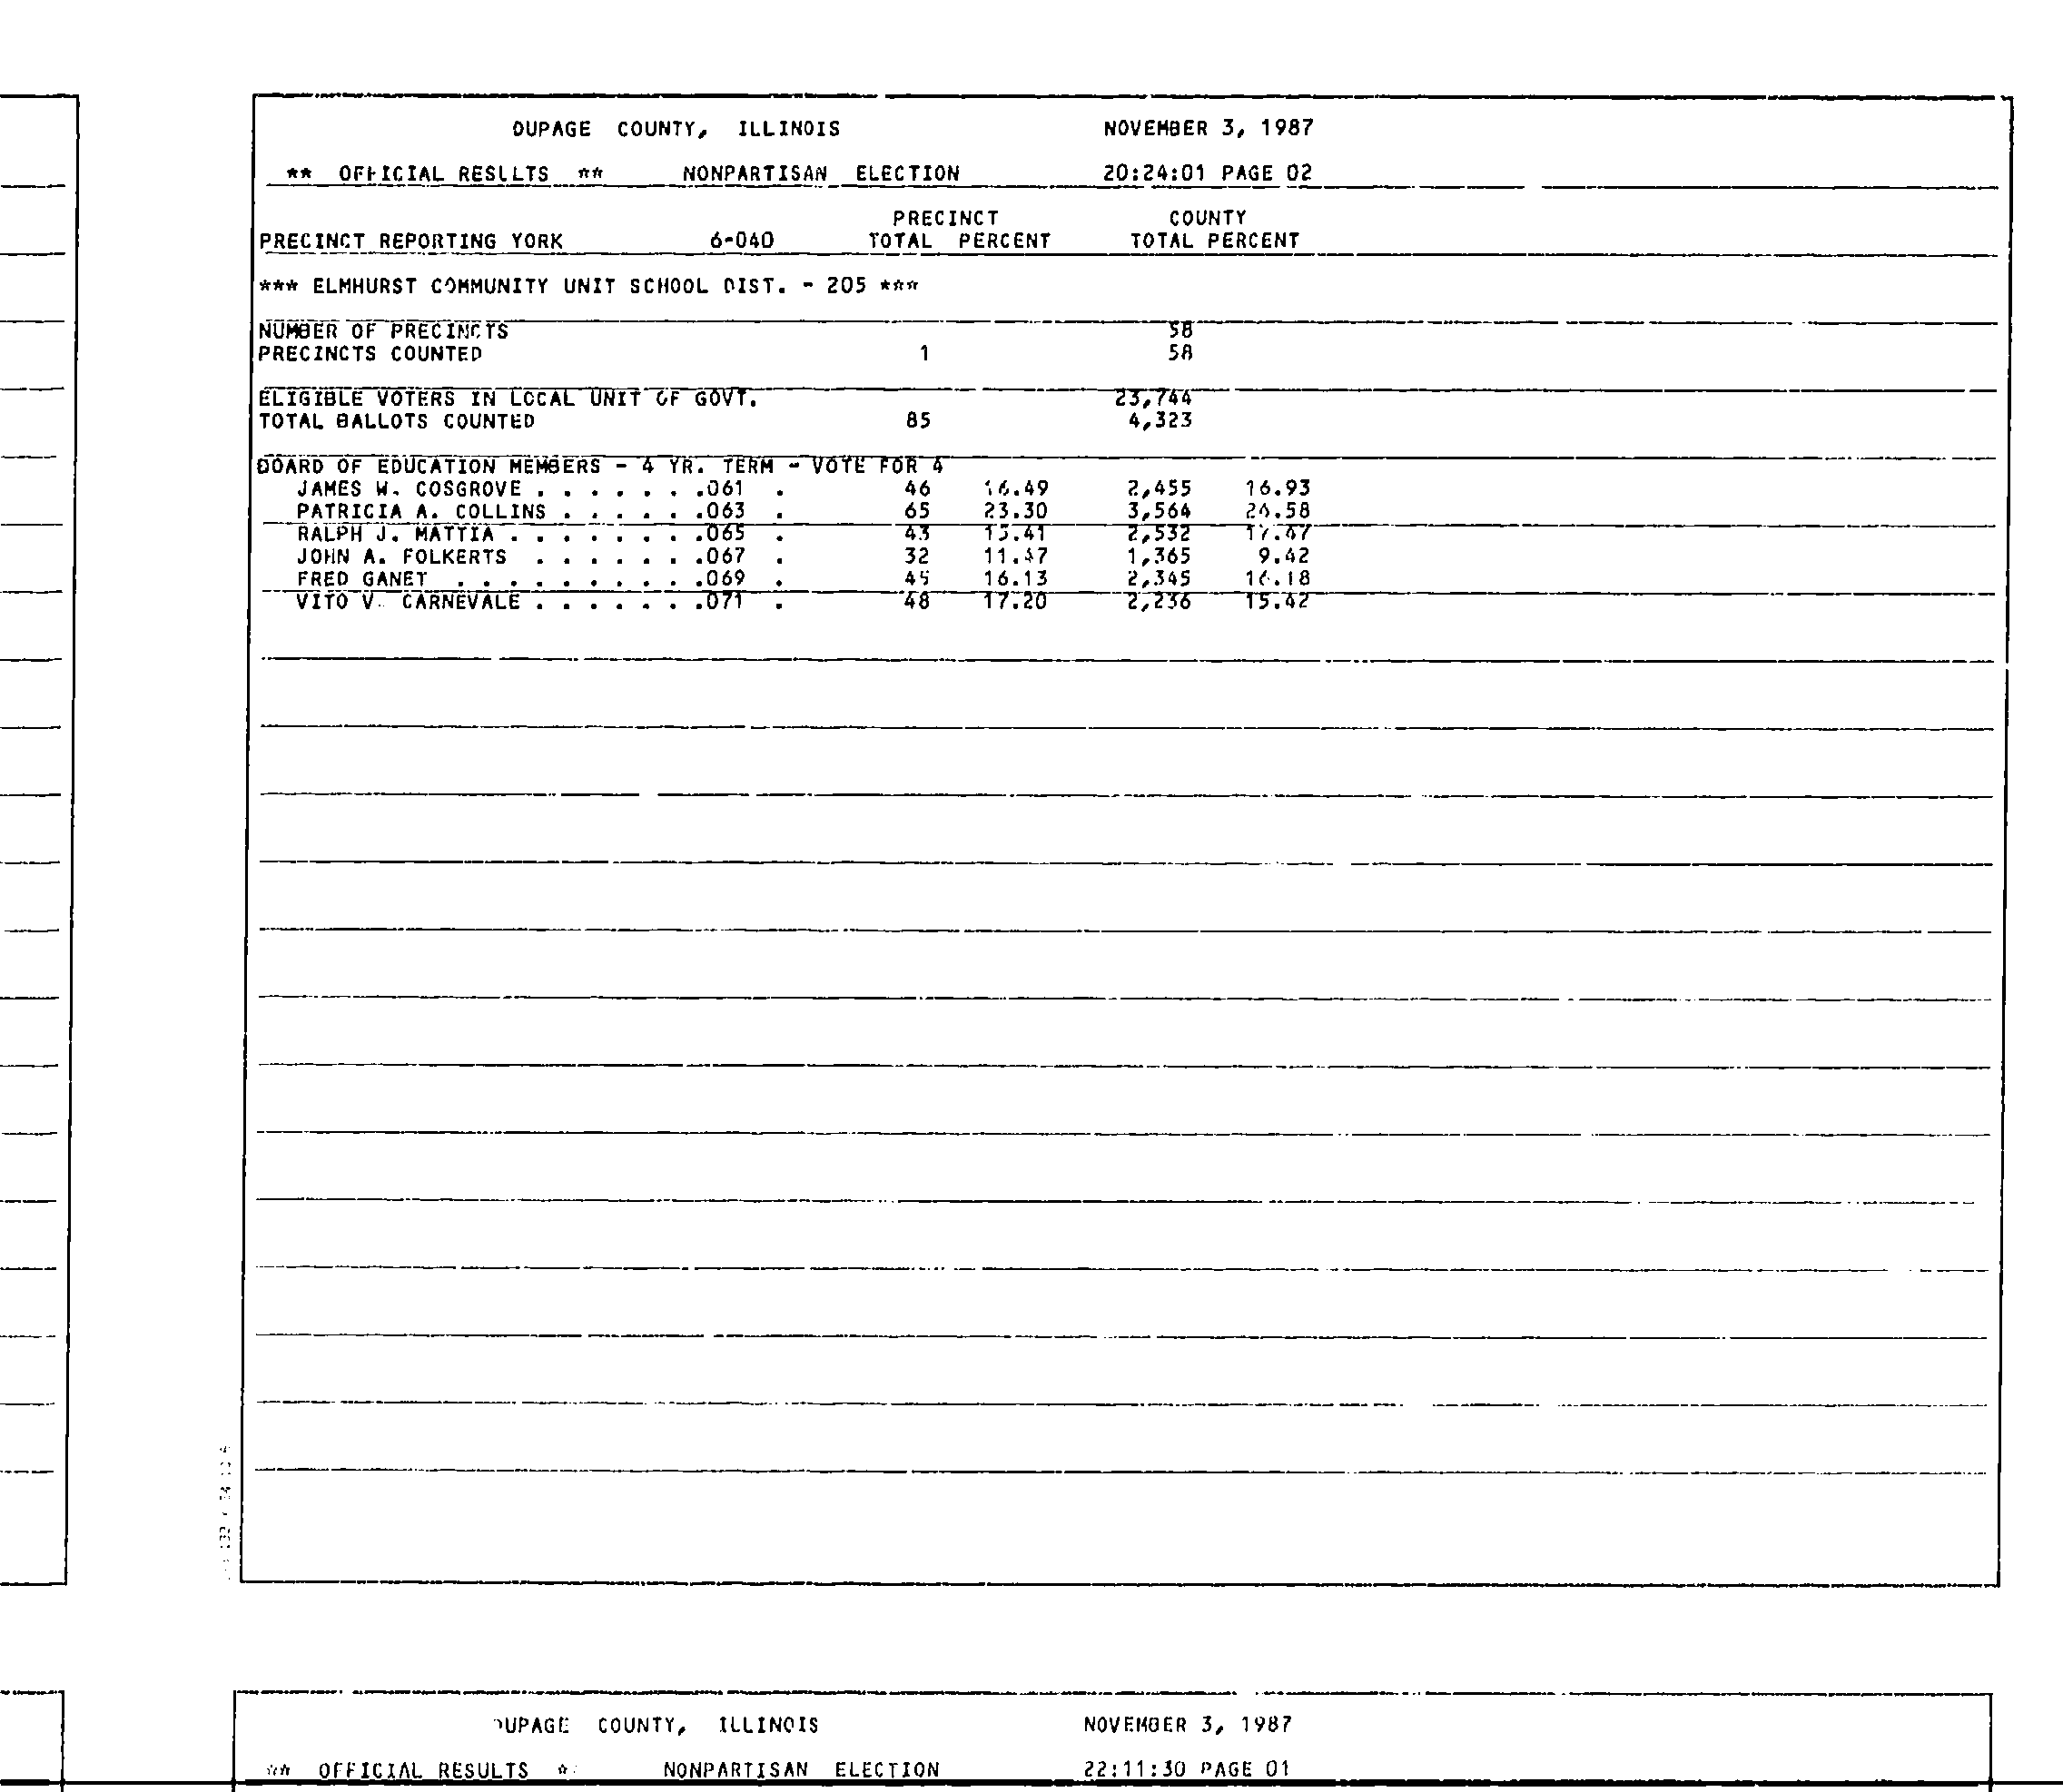 DUPAGE COUNTY, ILLINOIS NOVEMBER 3, 1987
** OFFICIAL RESULTS ** NONPARTISAN ELECTION 20:24:01 PAGE 02
PRECINCT COUNTY
PRECINCT REPORTING YORK 6-040 TOTAL PERCENT TOTAL PERCENT
*** ELMHURST COMMUNITY UNIT SCHOOL DIST. - 205 ***
NUMBER OF PRECINCTS 58
PRECINCTS COUNTED 1 58
ELIGIBLE VOTERS IN LOCAL UNIT OF GOVT. 23,744
TOTAL BALLOTS COUNTED 85 4,323
BOARD OF EDUCATION MEMBERS - 4 YR. TERM - VOTE FOR 4
JAMES W. COSGROVE . . . . . . .061 . 46 16.49 2,455 16.93
PATRICIA A. COLLINS . . . . . .063 . 65 23.30 3,564 24.58
RALPH J. MATTIA . . . . . . . .065 . 43 15.41 2,532 17.47
JOHN A. FOLKERTS . . . . . . .067 . 32 11.47 1,365 9.42
FRED GANET . . . . . . . . . .069 . 45 16.13 2,345 16.18
VITO V. CARNEVALE . . . . . . .071 . 48 17.20 2,236 15.42
DUPAGE COUNTY, ILLINOIS NOVEMBER 3, 1987
** OFFICIAL RESULTS ** NONPARTISAN ELECTION 22:11:30 PAGE 01